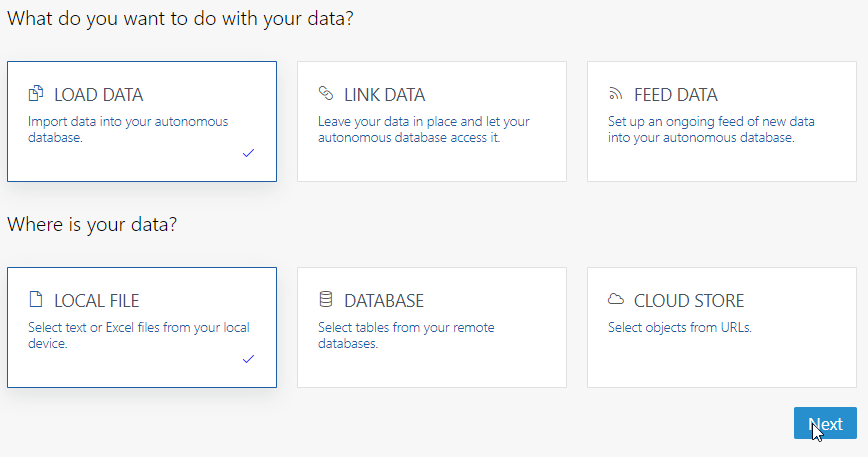 What do you want to do with your data?
LOAD DATA
Import data into your autonomous
database.
LINK DATA
Leave your data in place and let your
autonomous database access it.
FEED DATA
Set up an ongoing feed of new data
into your autonomous database.
Where is your data?
LOCAL FILE
Select text or Excel files from your local
device.
DATABASE
Select tables from your remote
databases.
CLOUD STORE
Select objects from URLs.
Next